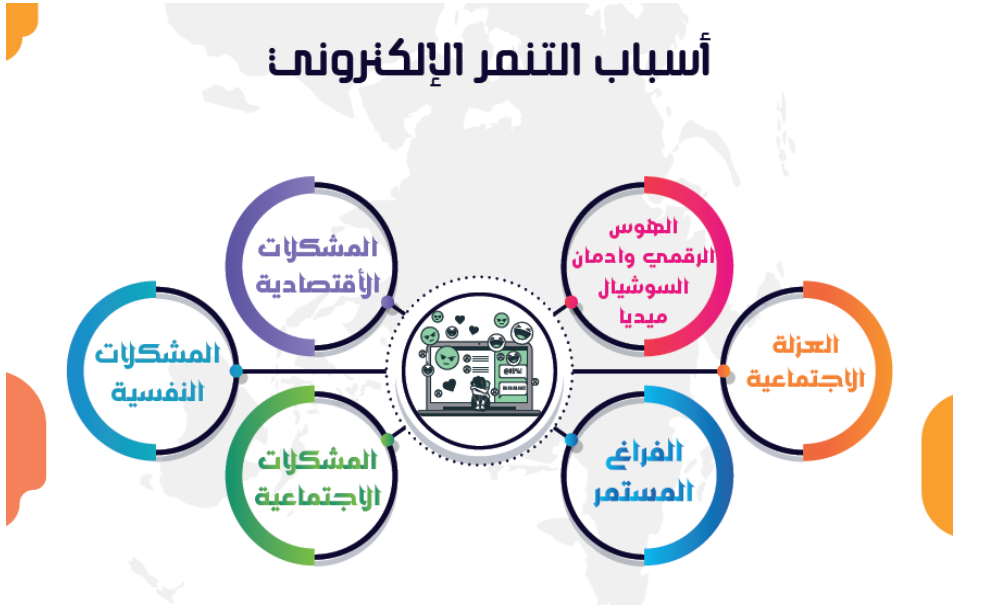 أسباب التنمر الإلكتروني
الهوس
الرقمي وادمان
السوشيال
ميديا
المشكلات
الأقتصادية
العزلة
الاجتماعية
المشكلات
النفسية
الفراغ
المستمر
المشكلات
الاجتماعية